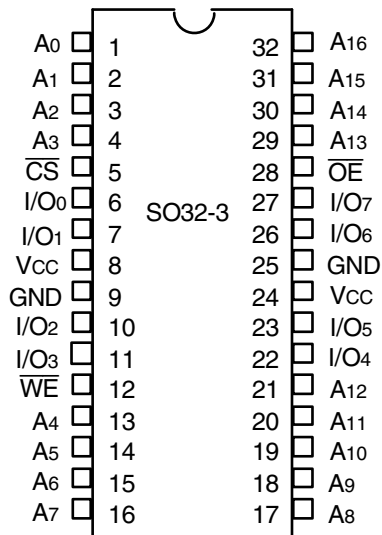 A0 1 32 A16
A1 2 31 A15
A2 3 30 A14
A3 4 29 A13
CS 5 28 OE
I/O0 6 SO32-3 27 I/O7
I/O1 7 26 I/O6
VCC 8 25 GND
GND 9 24 VCC
I/O2 10 23 I/O5
I/O3 11 22 I/O4
WE 12 21 A12
A4 13 20 A11
A5 14 19 A10
A6 15 18 A9
A7 16 17 A8